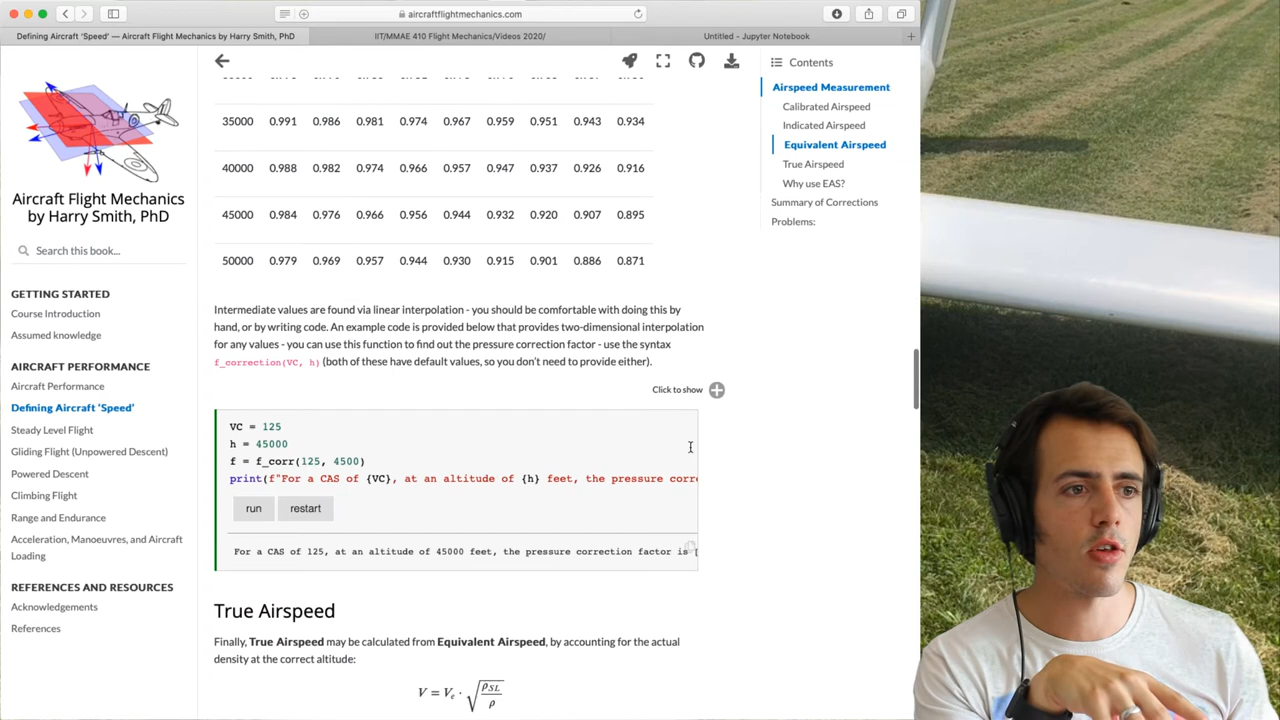 aircraftflightmechanics.com
Defining Aircraft 'Speed' — Aircraft Flight Mechanics by Harry Smith, PhD
IIT/MMAE 410 Flight Mechanics/Videos 2020/
Untitled - Jupyter Notebook
Aircraft Flight Mechanics
by Harry Smith, PhD
Search this book...
GETTING STARTED
Course Introduction
Assumed knowledge
AIRCRAFT PERFORMANCE
Aircraft Performance
Defining Aircraft 'Speed'
Steady Level Flight
Gliding Flight (Unpowered Descent)
Powered Descent
Climbing Flight
Range and Endurance
Acceleration, Manoeuvres, and Aircraft
Loading
REFERENCES AND RESOURCES
Acknowledgements
References
35000 0.991 0.986 0.981 0.974 0.967 0.959 0.951 0.943 0.934
40000 0.988 0.982 0.974 0.966 0.957 0.947 0.937 0.926 0.916
45000 0.984 0.976 0.966 0.956 0.944 0.932 0.920 0.907 0.895
50000 0.979 0.969 0.957 0.944 0.930 0.915 0.901 0.886 0.871
Intermediate values are found via linear interpolation - you should be comfortable with doing this by
hand, or by writing code. An example code is provided below that provides two-dimensional interpolation
for any values - you can use this function to find out the pressure correction factor - use the syntax
f_correction(VC, h) (both of these have default values, so you don't need to provide either).
Click to show
VC = 125
h = 45000
f = f_corr(125, 4500)
print(f"For a CAS of {VC}, at an altitude of {h} feet, the pressure corre
run restart
For a CAS of 125, at an altitude of 45000 feet, the pressure correction factor is [
True Airspeed
Finally, True Airspeed may be calculated from Equivalent Airspeed, by accounting for the actual
density at the correct altitude:
V = Ve · √ρSL/ρ
Contents
Airspeed Measurement
Calibrated Airspeed
Indicated Airspeed
Equivalent Airspeed
True Airspeed
Why use EAS?
Summary of Corrections
Problems: